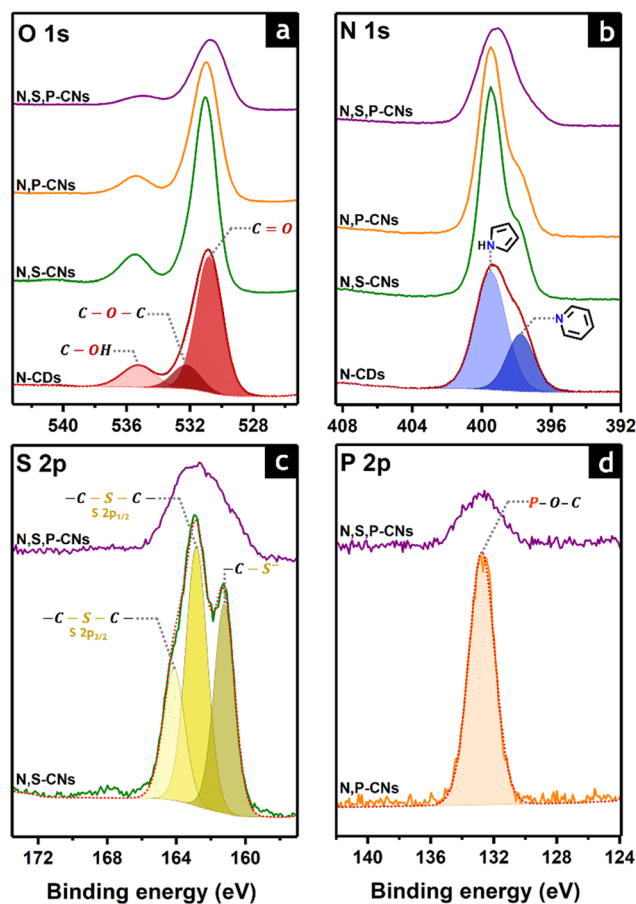 O 1s
a
N,S,P-CNs
N,P-CNs
N,S-CNs
N-CDs
C = O
C – O – C
C – OH
540
536
532
528
N 1s
b
N,S,P-CNs
N,P-CNs
N,S-CNs
N-CDs
HN
N
408
404
400
396
392
S 2p
c
N,S,P-CNs
–C – S – C –
S 2p1/2
–C – S⁻
–C – S – C –
S 2p3/2
N,S-CNs
172
168
164
160
Binding energy (eV)
P 2p
d
P–O–C
N,S,P-CNs
N,P-CNs
140
136
132
128
124
Binding energy (eV)